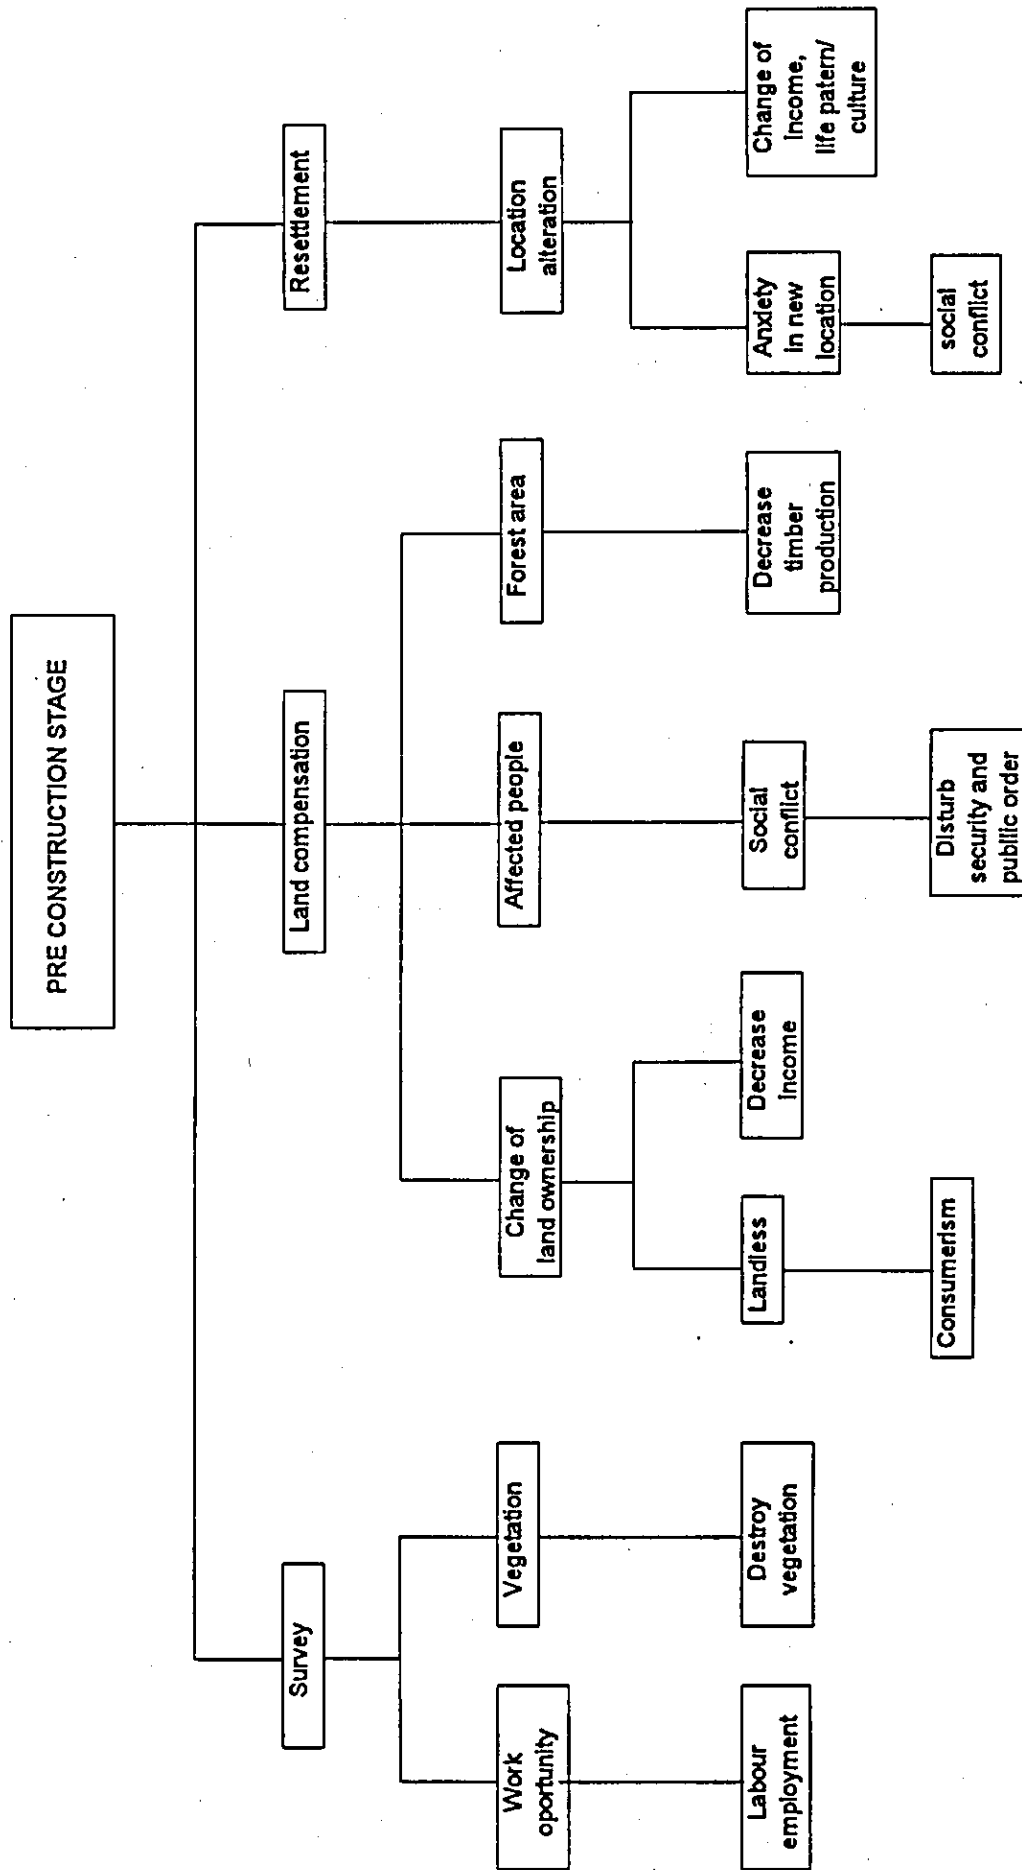 PRE CONSTRUCTION STAGE
Survey
Land compensation
Resettlement
Work
oportunity
Vegetation
Change of
land ownership
Affected people
Forest area
Location
alteration
Labour
employment
Destroy
vegetation
Landless
Decrease
income
Social
conflict
Decrease
timber
production
Anxiety
in new
location
Change of
income,
life patern/
culture
Consumerism
Disturb
security and
public order
social
conflict